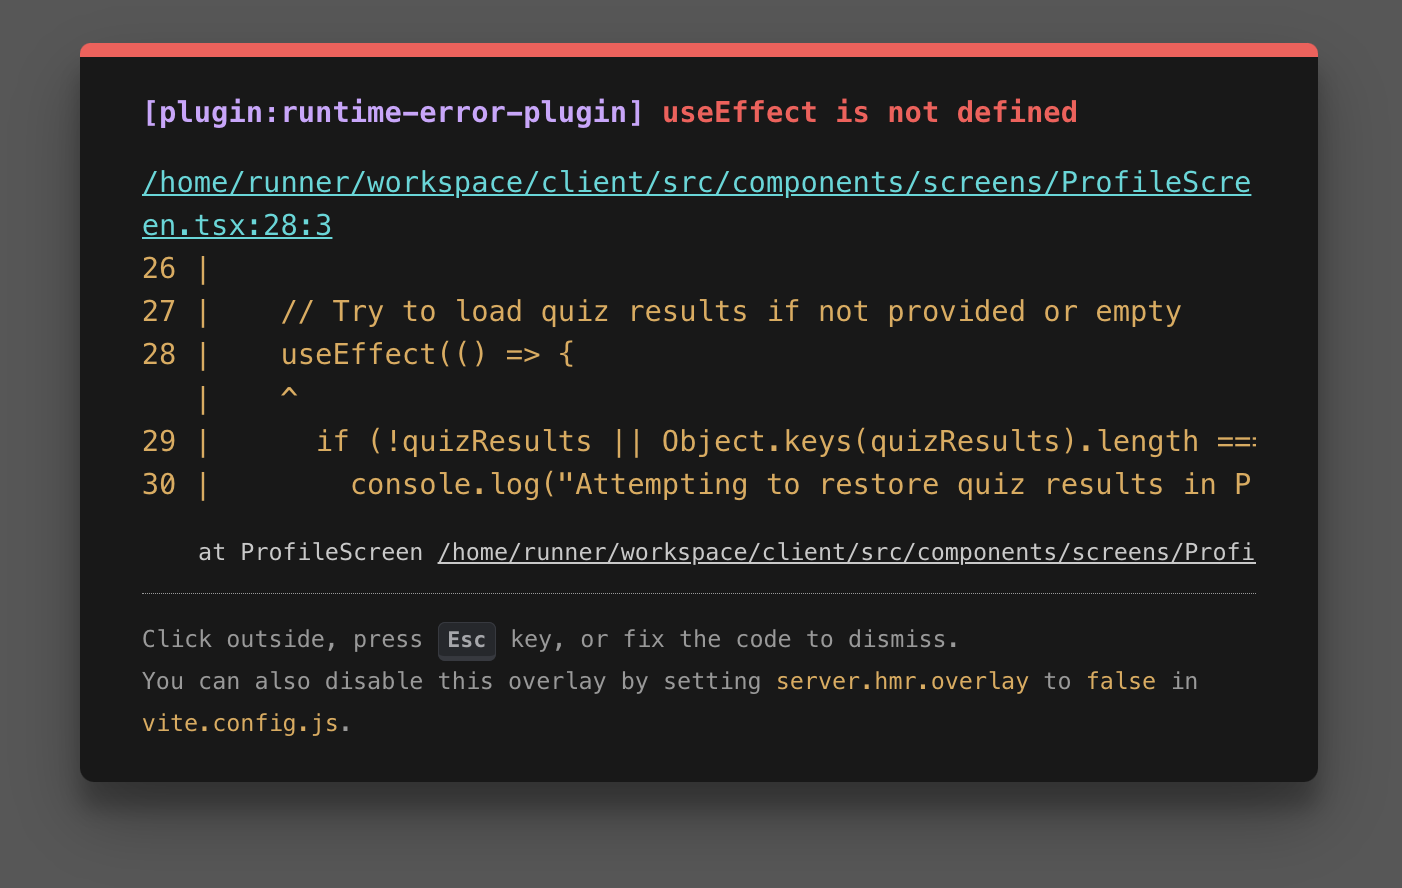 [plugin:runtime-error-plugin] useEffect is not defined
/home/runner/workspace/client/src/components/screens/ProfileScre
en.tsx:28:3
26 |
27 |    // Try to load quiz results if not provided or empty
28 |    useEffect(() => {
   |    ^
29 |      if (!quizResults || Object.keys(quizResults).length ===
30 |        console.log("Attempting to restore quiz results in P
at ProfileScreen /home/runner/workspace/client/src/components/screens/Profi
Click outside, press Esc key, or fix the code to dismiss.
You can also disable this overlay by setting server.hmr.overlay to false in
vite.config.js.